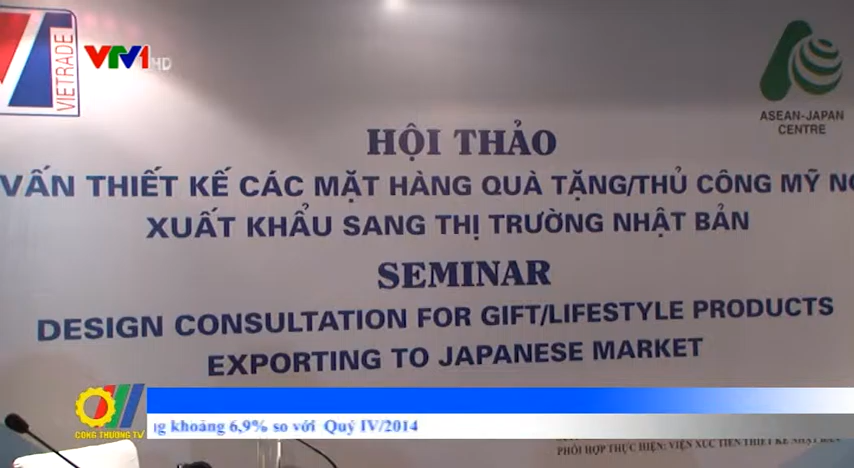 VIETRADE
VTV1 HD
ASEAN-JAPAN
CENTRE
HỘI THẢO
VẤN THIẾT KẾ CÁC MẶT HÀNG QUÀ TẶNG/THỦ CÔNG MỸ
XUẤT KHẨU SANG THỊ TRƯỜNG NHẬT BẢN
SEMINAR
DESIGN CONSULTATION FOR GIFT/LIFESTYLE PRODUCTS
EXPORTING TO JAPANESE MARKET
CÔNG THƯƠNG TV
khoảng 6,9% so với Quý IV/2014
PHỐI HỢP THỰC HIỆN: VIỆN XÚC TIẾN THIẾT KẾ NHẬT